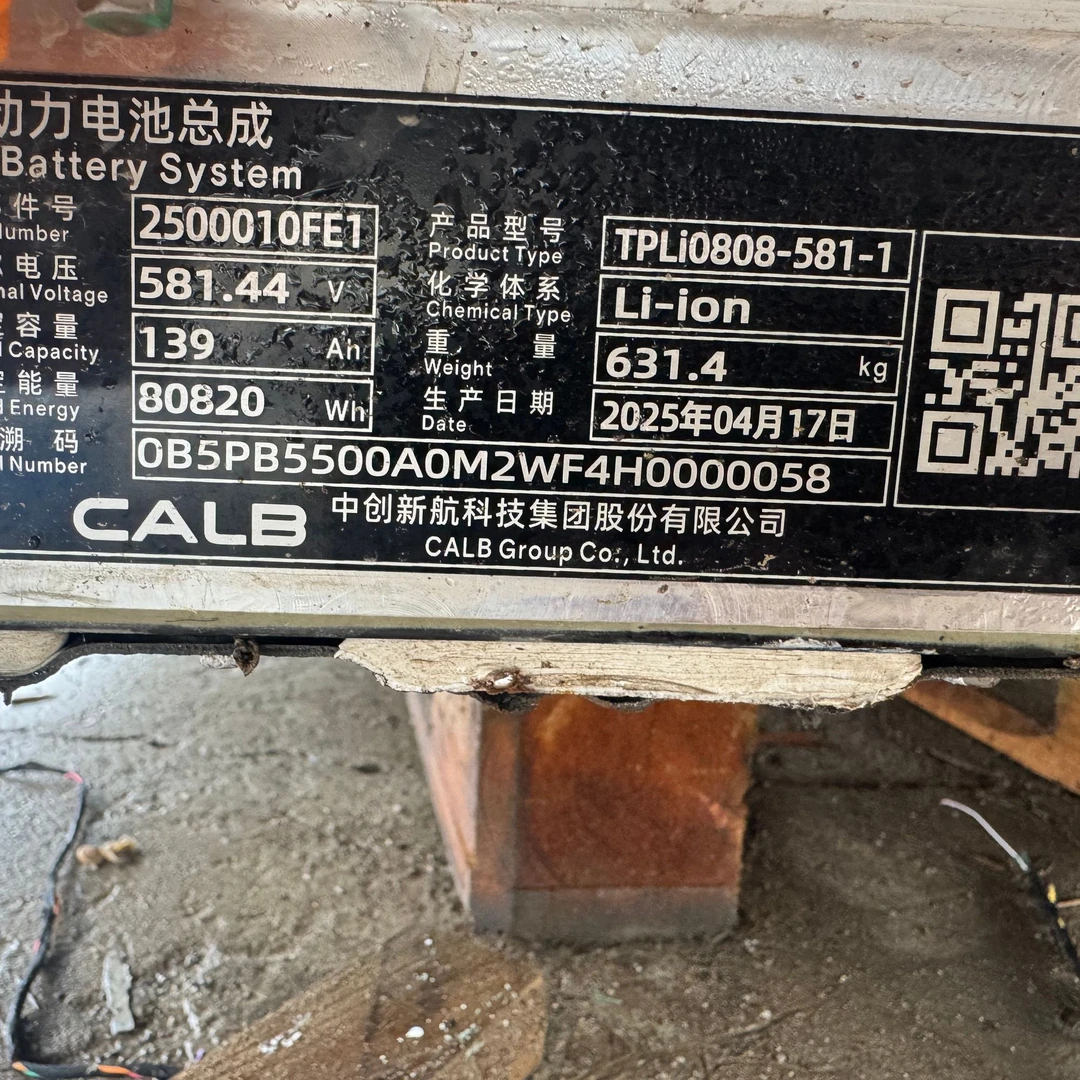 动力电池总成
Battery System
件号 2500010FE1 产品型号 TPLi0808-581-1
Number Product Type
电压 581.44 V 化学体系 Li-ion
Voltage Chemical Type
容量 139 Ah 重量 631.4 kg
Capacity Weight
能量 80820 Wh 生产日期 2025年04月17日
Energy Date
溯码 0B5PB5500A0M2WF4H0000058
Number
CALB 中创新航科技集团股份有限公司
CALB Group Co., Ltd.